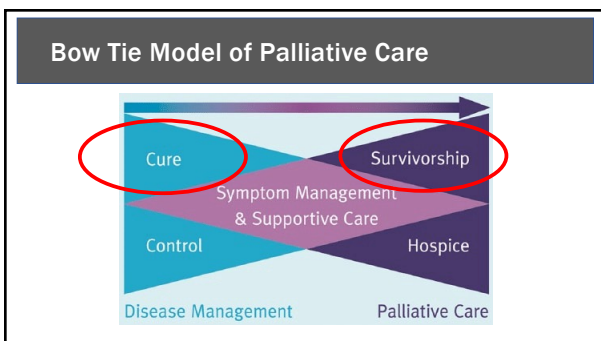 Bow Tie Model of Palliative Care
Cure
Survivorship
Symptom Management
& Supportive Care
Control
Hospice
Disease Management
Palliative Care